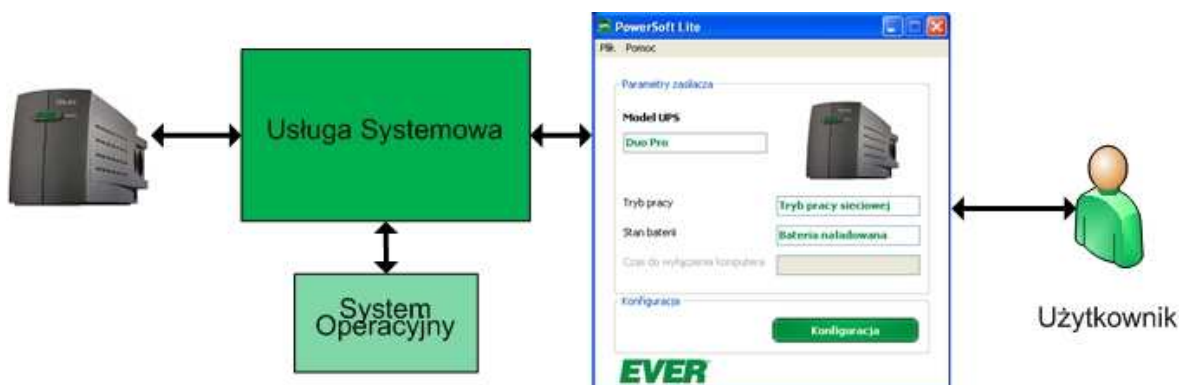 PowerSoft Lite
Plik Pomoc
Parametry zasilacza
Model UPS
Duo Pro
Tryb pracy
Tryb pracy sieciowej
Stan baterii
Bateria naładowana
Czas do wyłączenia komputera
Konfiguracja
Konfiguracja
EVER
Usługa Systemowa
System
Operacyjny
Użytkownik